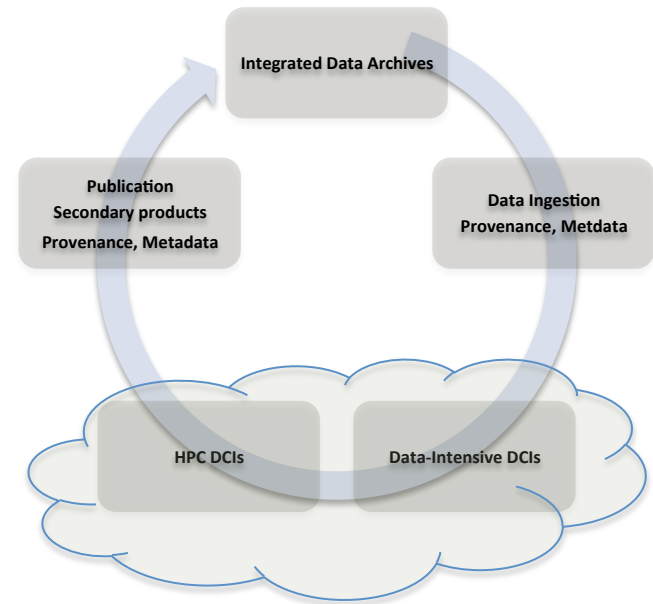 Integrated Data Archives
Publication
Secondary products
Provenance, Metadata
Data Ingestion
Provenance, Metdata
HPC DCIs
Data-Intensive DCIs